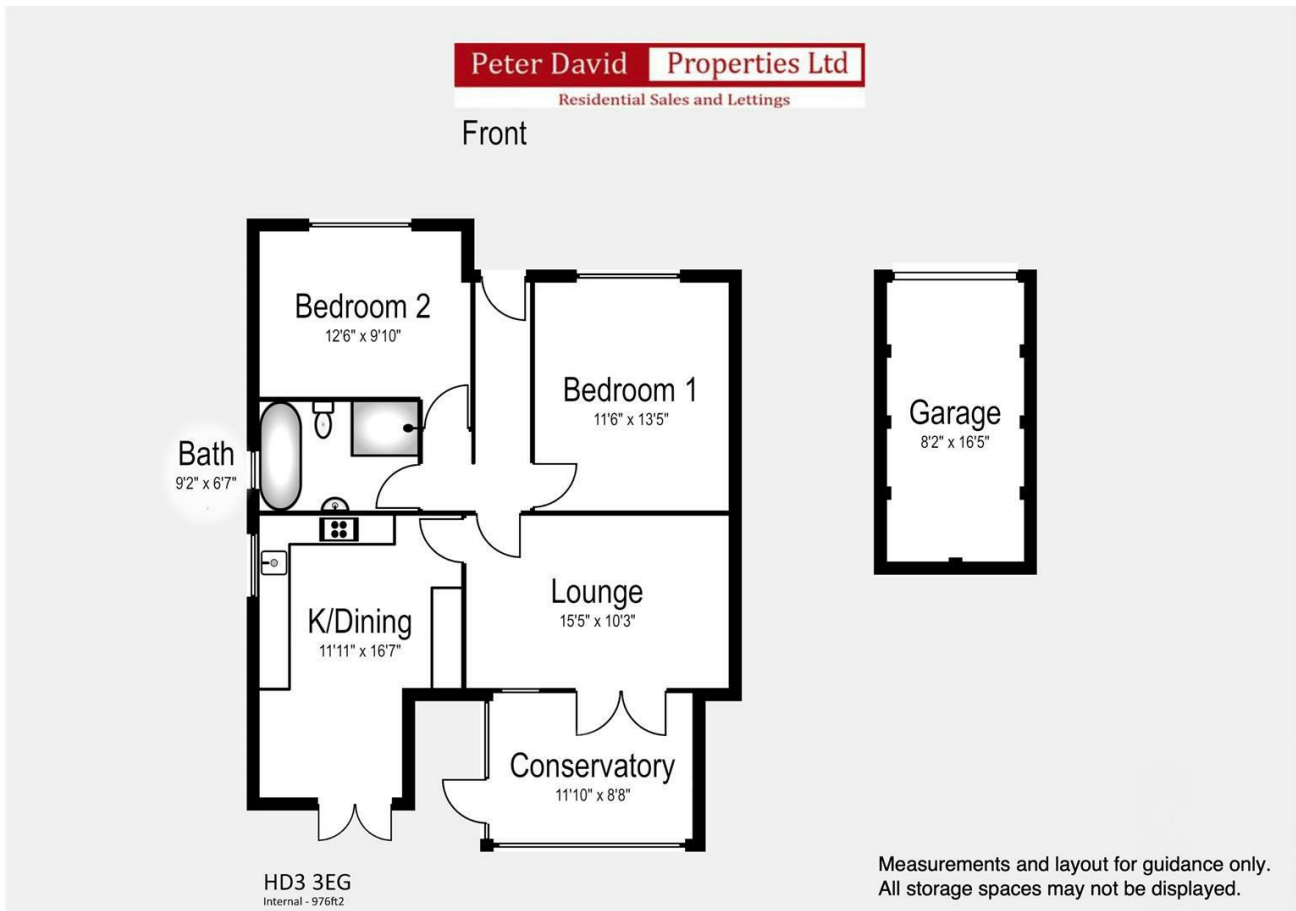 Peter David Properties Ltd
Residential Sales and Lettings
Front
Bedroom 2
12'6" x 9'10"
Bedroom 1
11'6" x 13'5"
Garage
8'2" x 16'5"
Bath
9'2" x 6'7"
Lounge
15'5" x 10'3"
K/Dining
11'11" x 16'7"
Conservatory
11'10" x 8'8"
HD3 3EG
Internal - 976ft2
Measurements and layout for guidance only.
All storage spaces may not be displayed.